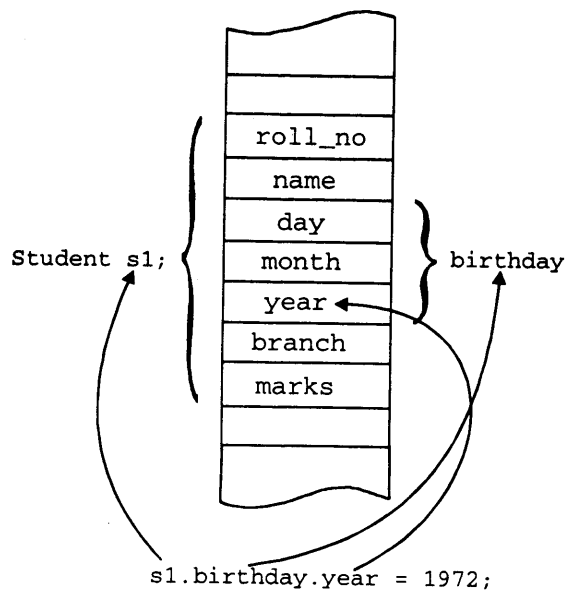 roll_no
name
day
Student s1;
month
birthday
year
branch
marks
s1.birthday.year = 1972;